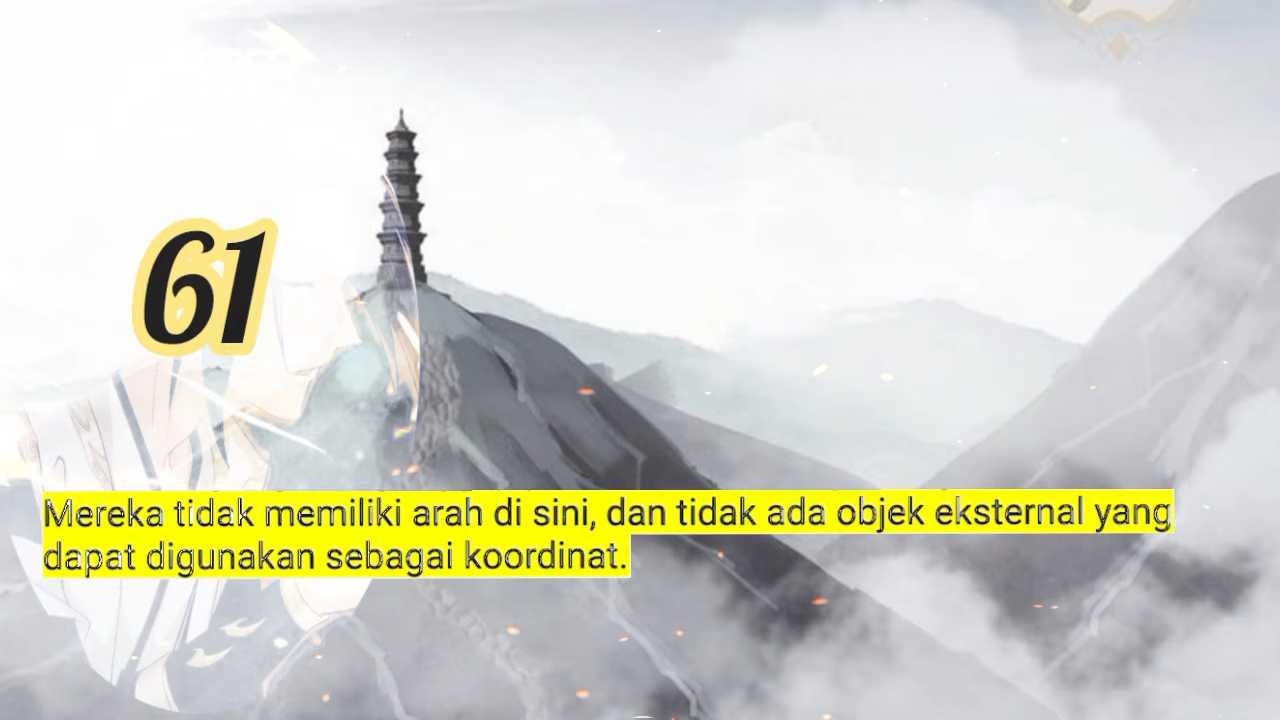 61
Mereka tidak memiliki arah di sini, dan tidak ada objek eksternal yang
dapat digunakan sebagai koordinat.